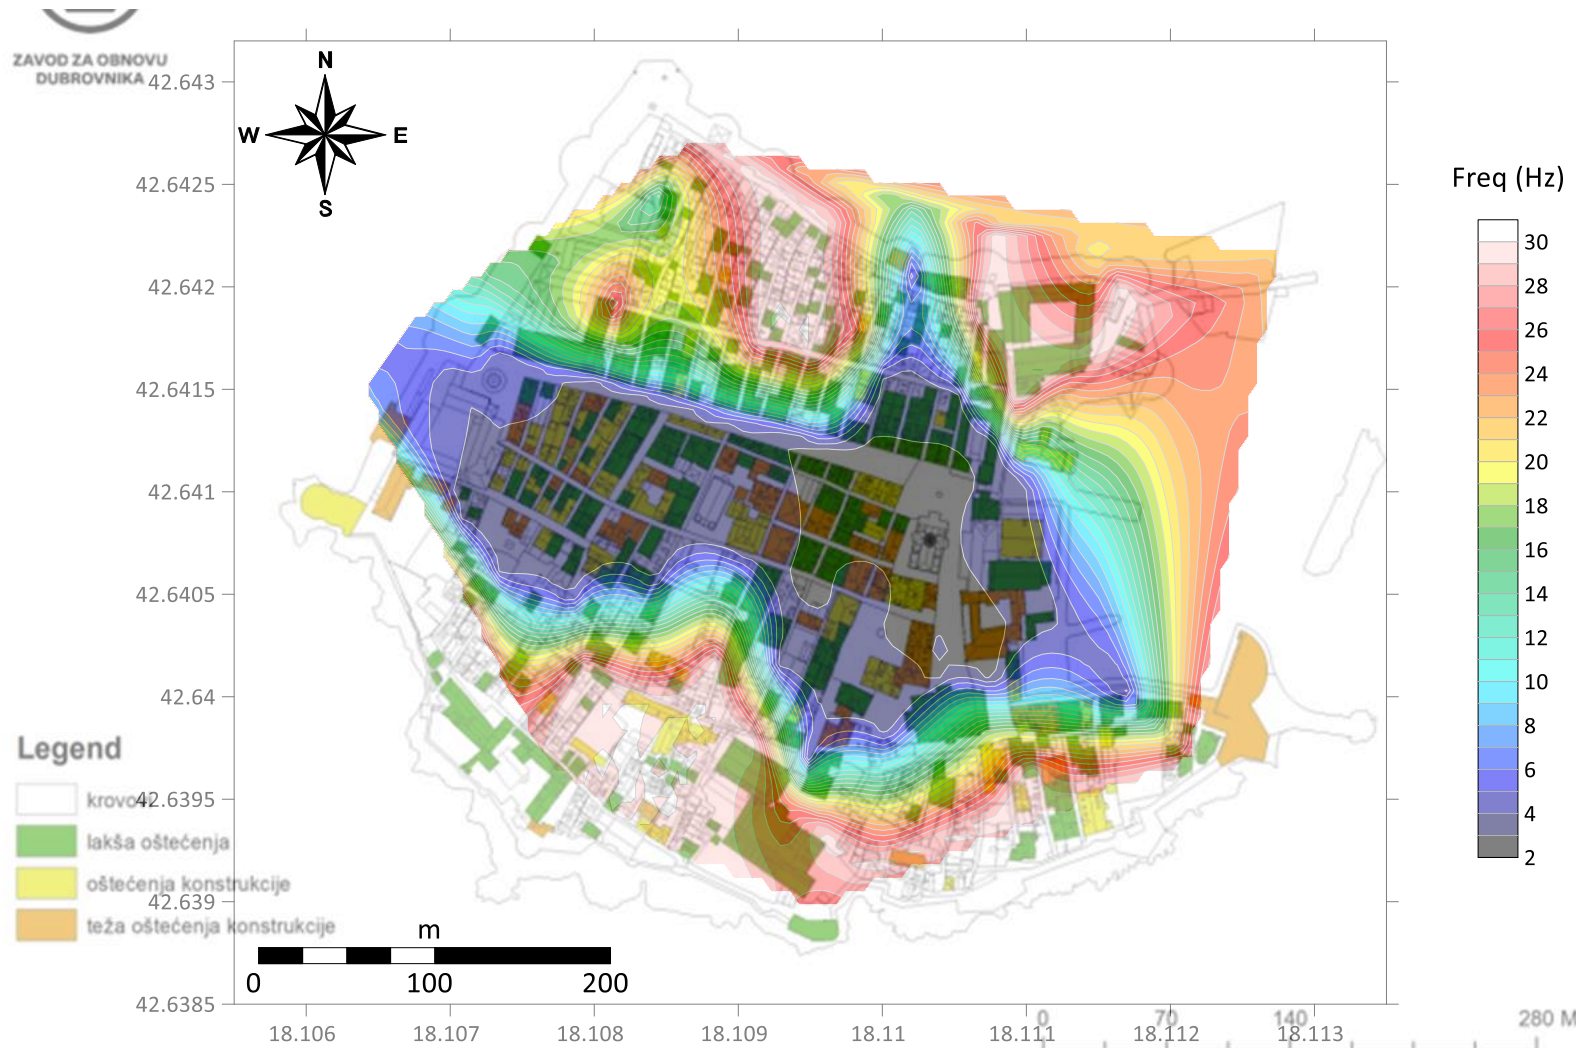 ZAVOD ZA OBNOVU
DUBROVNIKA
N
W
E
S
42.643
42.6425
42.642
42.6415
42.641
42.6405
42.64
42.6395
42.639
42.6385
18.106
18.107
18.108
18.109
18.11
18.111
18.112
18.113
Freq (Hz)
30
28
26
24
22
20
18
16
14
12
10
8
6
4
2
Legend
krovovi
lakša oštećenja
oštećenja konstrukcije
teža oštećenja konstrukcije
m
0
100
200
0
70
140
280 M